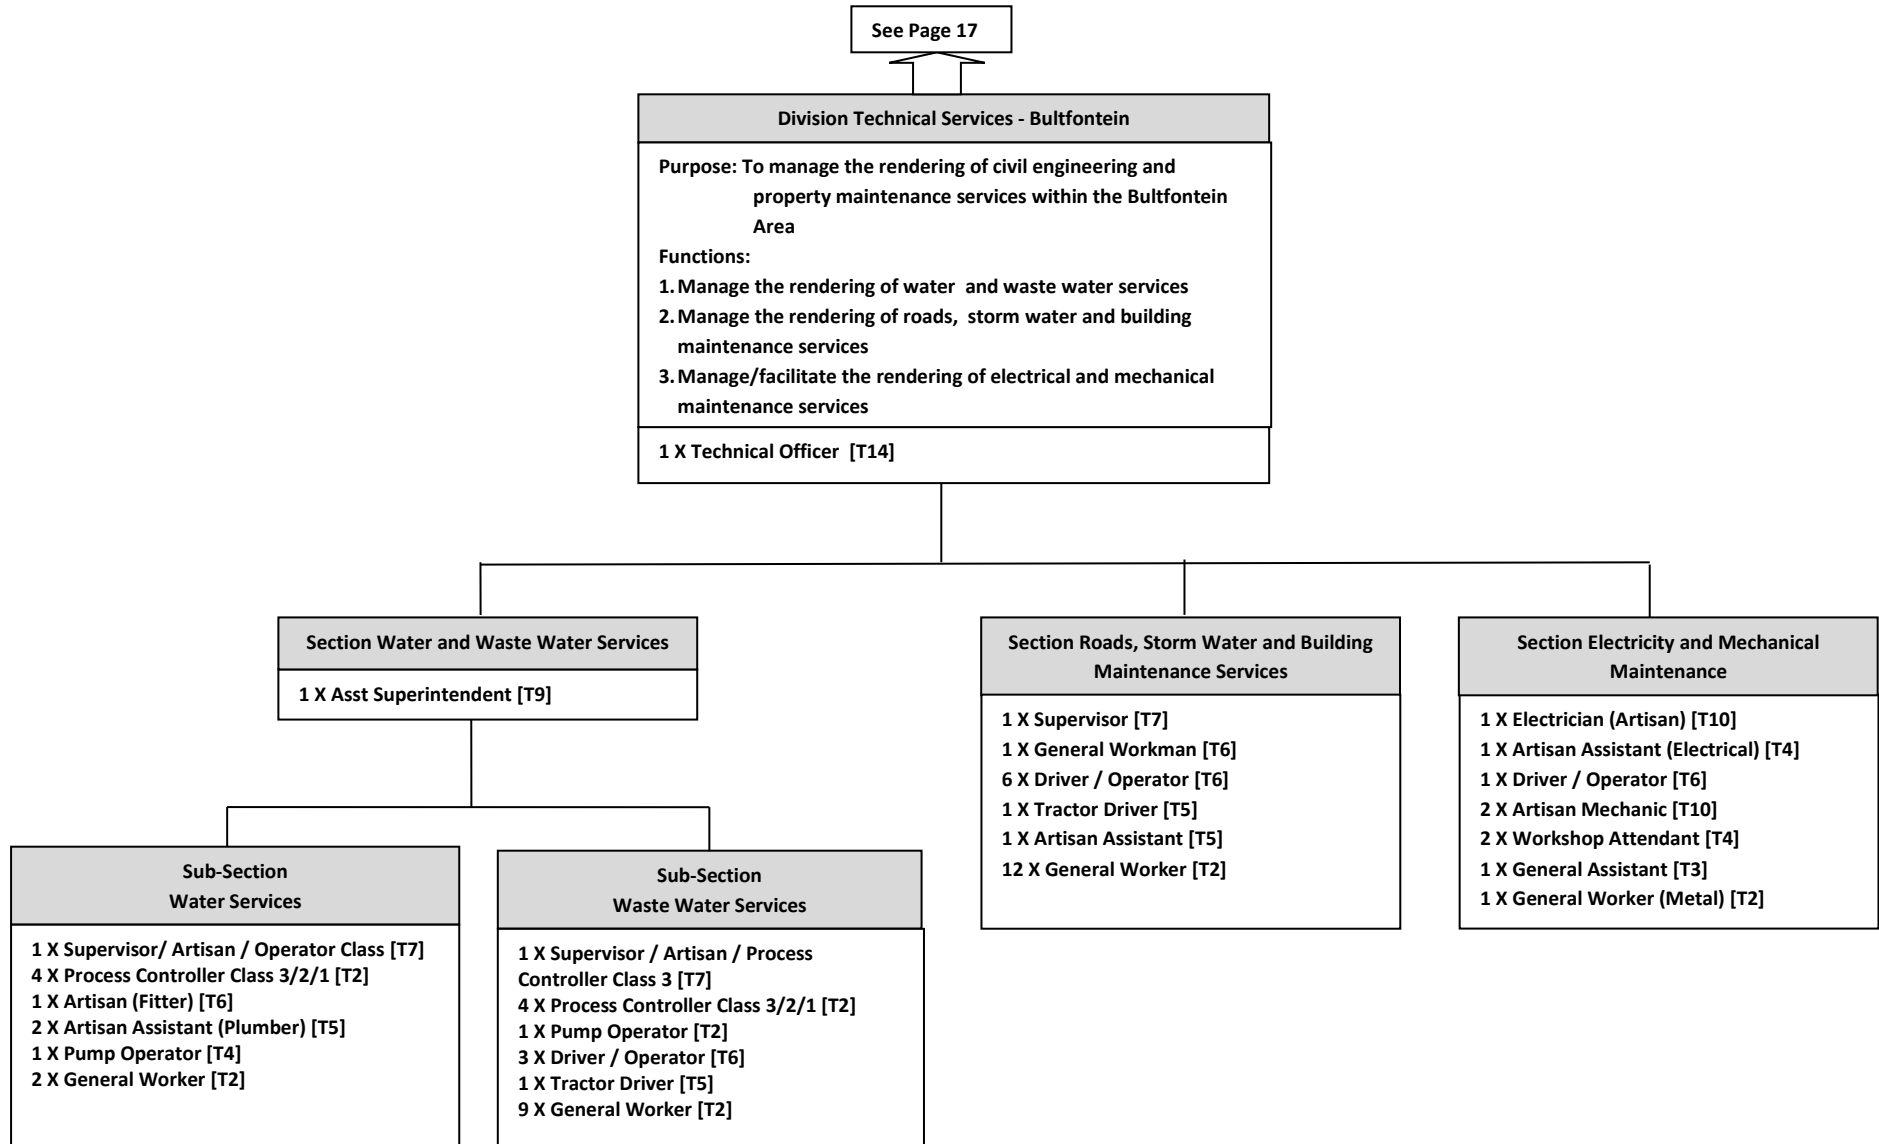 See Page 17
Division Technical Services - Bultfontein
Purpose: To manage the rendering of civil engineering and
property maintenance services within the Bultfontein
Area
Functions:
1. Manage the rendering of water and waste water services
2. Manage the rendering of roads, storm water and building
maintenance services
3. Manage/facilitate the rendering of electrical and mechanical
maintenance services
1 X Technical Officer [T14]
Section Water and Waste Water Services
1 X Asst Superintendent [T9]
Section Roads, Storm Water and Building
Maintenance Services
1 X Supervisor [T7]
1 X General Workman [T6]
6 X Driver / Operator [T6]
1 X Tractor Driver [T5]
1 X Artisan Assistant [T5]
12 X General Worker [T2]
Section Electricity and Mechanical
Maintenance
1 X Electrician (Artisan) [T10]
1 X Artisan Assistant (Electrical) [T4]
1 X Driver / Operator [T6]
2 X Artisan Mechanic [T10]
2 X Workshop Attendant [T4]
1 X General Assistant [T3]
1 X General Worker (Metal) [T2]
Sub-Section
Water Services
1 X Supervisor/ Artisan / Operator Class [T7]
4 X Process Controller Class 3/2/1 [T2]
1 X Artisan (Fitter) [T6]
2 X Artisan Assistant (Plumber) [T5]
1 X Pump Operator [T4]
2 X General Worker [T2]
Sub-Section
Waste Water Services
1 X Supervisor / Artisan / Process
Controller Class 3 [T7]
4 X Process Controller Class 3/2/1 [T2]
1 X Pump Operator [T2]
3 X Driver / Operator [T6]
1 X Tractor Driver [T5]
9 X General Worker [T2]